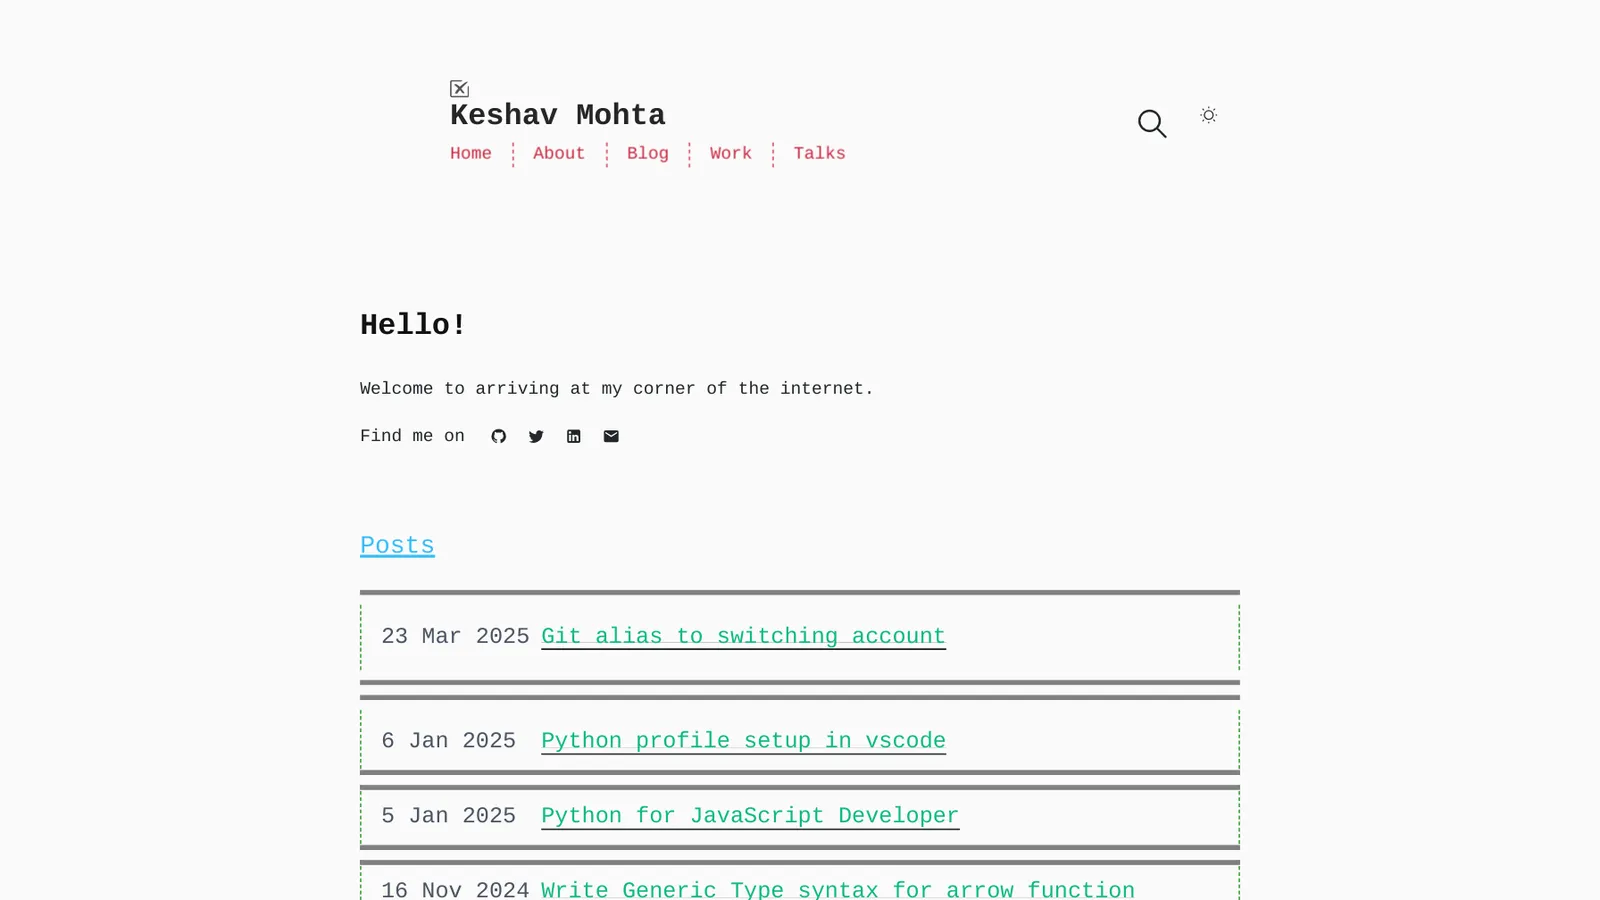 Keshav Mohta
Home About Blog Work Talks
Hello!
Welcome to arriving at my corner of the internet.
Find me on
Posts
23 Mar 2025 Git alias to switching account
6 Jan 2025 Python profile setup in vscode
5 Jan 2025 Python for JavaScript Developer
16 Nov 2024 Write Generic Type syntax for arrow function